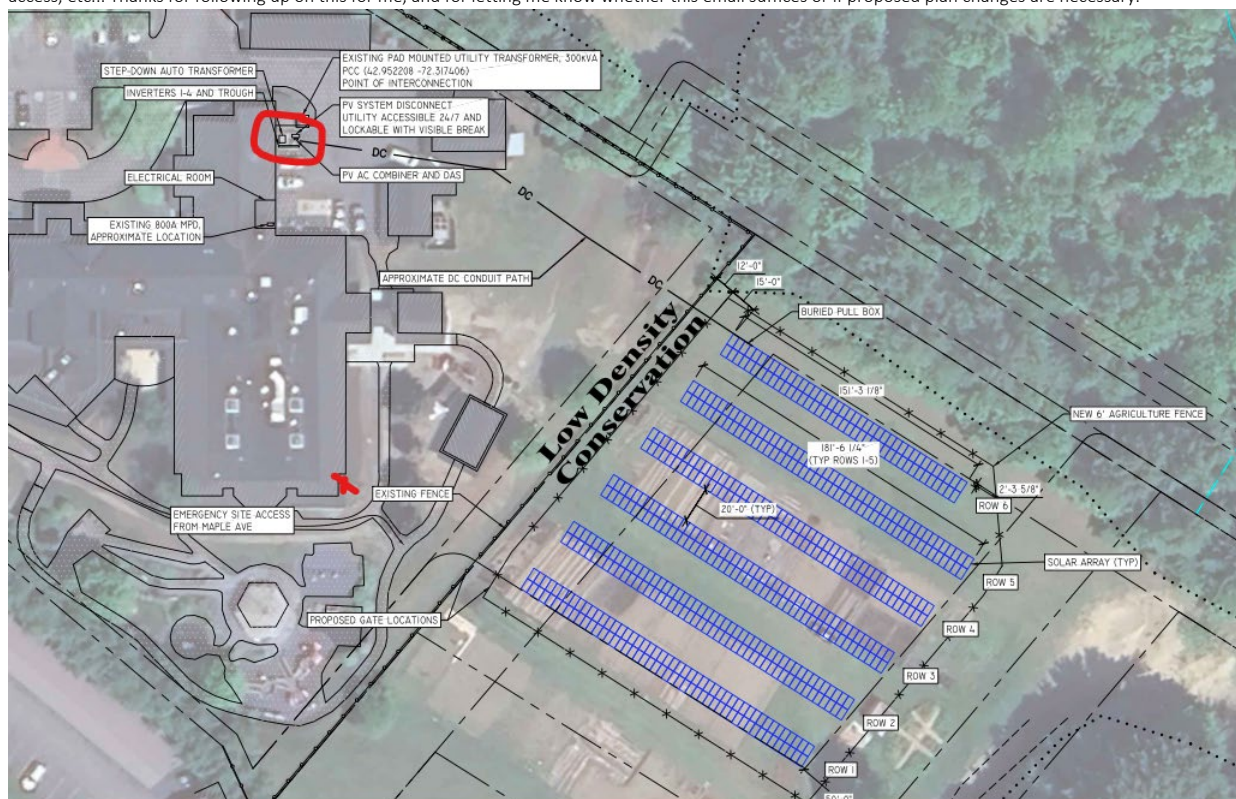 access, etc.. Thanks for following up on this for me, and for letting me know whether this email suffices or if proposed plan changes are necessary.
STEP-DOWN AUTO TRANSFORMER
INVERTERS 1-4 AND TROUGH
EXISTING PAD MOUNTED UTILITY TRANSFORMER, 300kVA
PCC (42.952208 -72.317406)
POINT OF INTERCONNECTION
PV SYSTEM DISCONNECT
UTILITY ACCESSIBLE 24/7 AND
LOCKABLE WITH VISIBLE BREAK
DC
PV AC COMBINER AND DAS
ELECTRICAL ROOM
DC
EXISTING 800A MPD,
APPROXIMATE LOCATION
APPROXIMATE DC CONDUIT PATH
DC
12'-0"
15'-0"
BURIED PULL BOX
Low Density
Conservation
151'-3 1/8"
NEW 6' AGRICULTURE FENCE
181'-6 1/4"
(TYP ROWS 1-5)
EXISTING FENCE
2'-3 5/8"
ROW 6
20'-0" (TYP)
EMERGENCY SITE ACCESS
FROM MAPLE AVE
SOLAR ARRAY (TYP)
ROW 5
PROPOSED GATE LOCATIONS
ROW 4
ROW 3
ROW 2
ROW 1
50'-0"